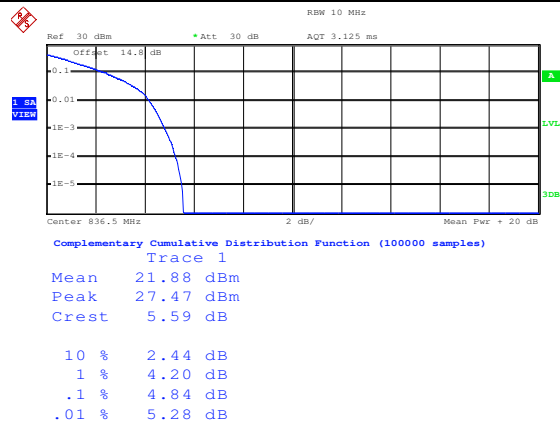 RBW 10 MHz
Ref 30 dBm *Att 30 dB AQT 3.125 ms
Offset 14.8 dB
0.1
A
0.01
1 SA
VIEW
1E-3
LVL
1E-4
1E-5
3DB
Center 836.5 MHz 2 dB/ Mean Pwr + 20 dB
Complementary Cumulative Distribution Function (100000 samples)
Trace 1
Mean 21.88 dBm
Peak 27.47 dBm
Crest 5.59 dB
10 % 2.44 dB
1 % 4.20 dB
.1 % 4.84 dB
.01 % 5.28 dB